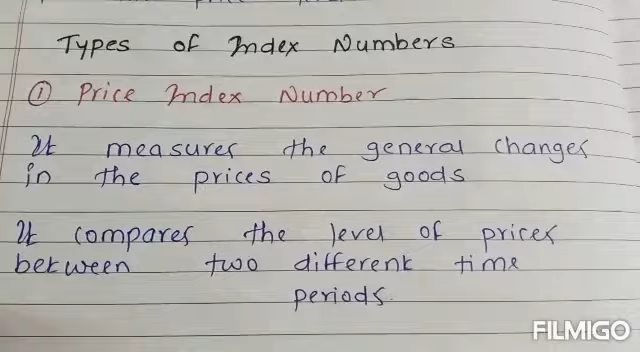 Types of Index Numbers
① Price Index Number
It measures the general changes
in the prices of goods
It compares the level of prices
between two different time
periods.
FILMIGO